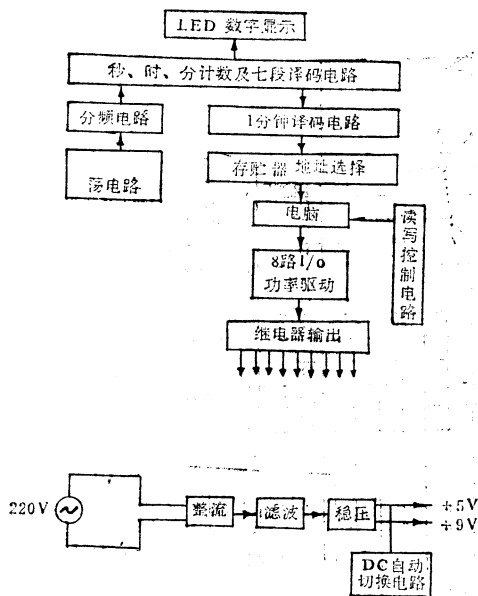 LED 数字显示
秒、时、分计数及七段译码电路
分频电路
1分钟译码电路
荡电路
存贮器地址选择
电脑
读写控制电路
8路I/o
功率驱动
继电器输出
220V
整流
滤波
稳压
+5V
+9V
DC自动
切换电路